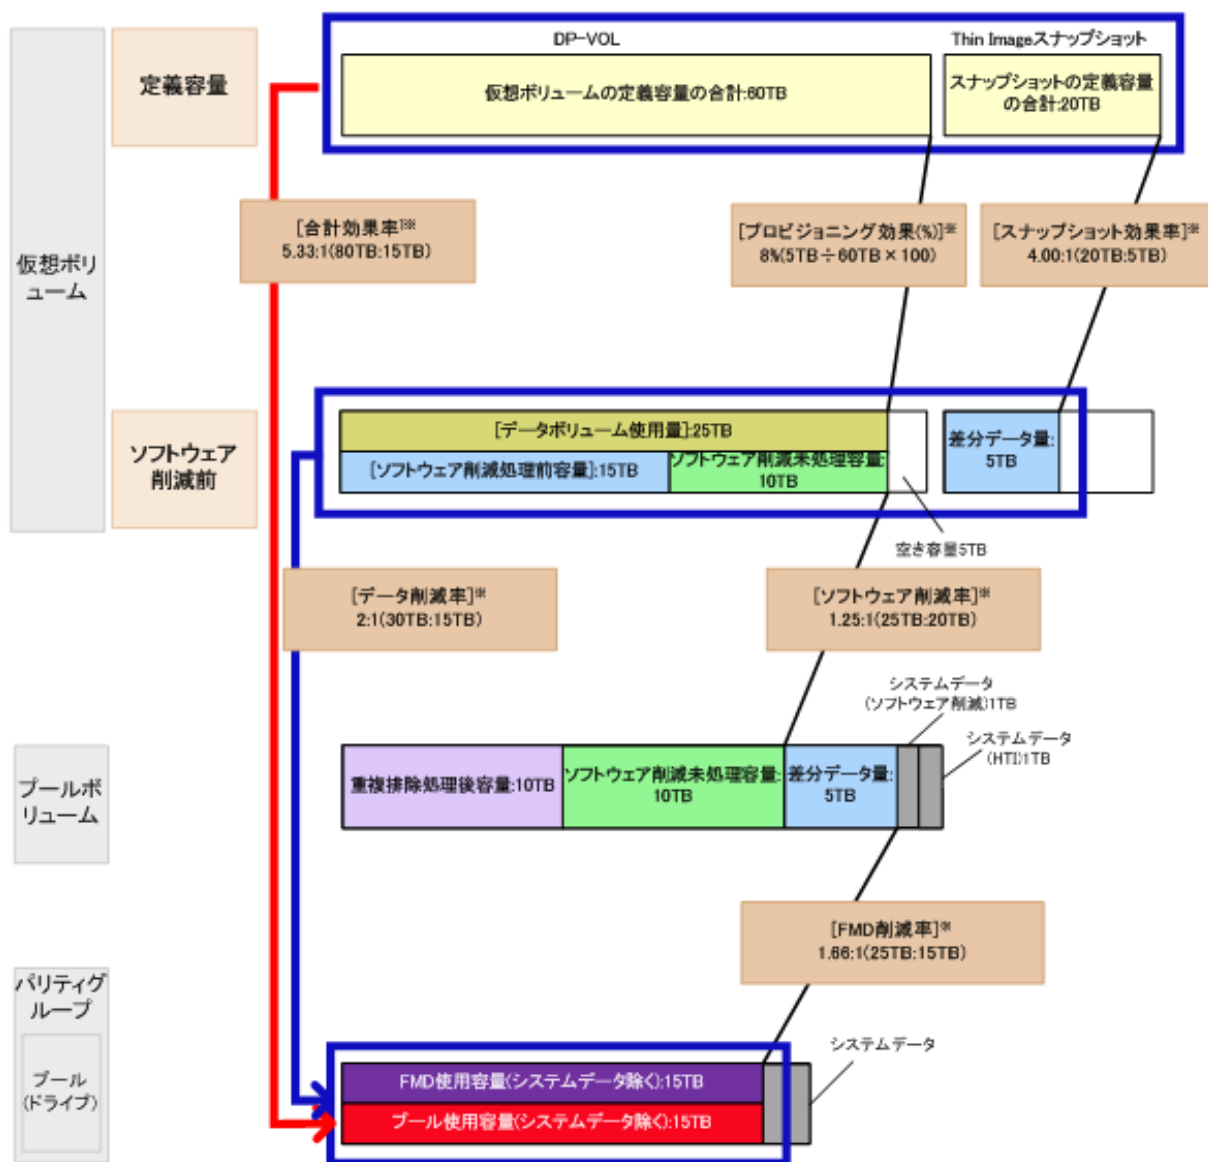 DP-VOL
Thin Imageスナップショット
定義容量
仮想ボリュームの定義容量の合計:60TB
スナップショットの定義容量
の合計:20TB
[合計効果率]※
5.33:1(80TB:15TB)
[プロビジョニング効果(%)]※
8%(5TB÷60TB×100)
[スナップショット効果率]※
4.00:1(20TB:5TB)
仮想ボリ
ューム
ソフトウェア
削減前
[データボリューム使用量]:25TB
[ソフトウェア削減処理前容量]:15TB
ソフトウェア削減未処理容量:
10TB
差分データ量:
5TB
空き容量5TB
[データ削減率]※
2:1(30TB:15TB)
[ソフトウェア削減率]※
1.25:1(25TB:20TB)
システムデータ
(ソフトウェア削減)1TB
システムデータ
(HTI)1TB
プールボ
リューム
重複排除処理後容量:10TB
ソフトウェア削減未処理容量:
10TB
差分データ量:
5TB
[FMD削減率]※
1.66:1(25TB:15TB)
パリティグ
ループ
プール
(ドライブ)
システムデータ
FMD使用容量(システムデータ除く):15TB
プール使用容量(システムデータ除く):15TB